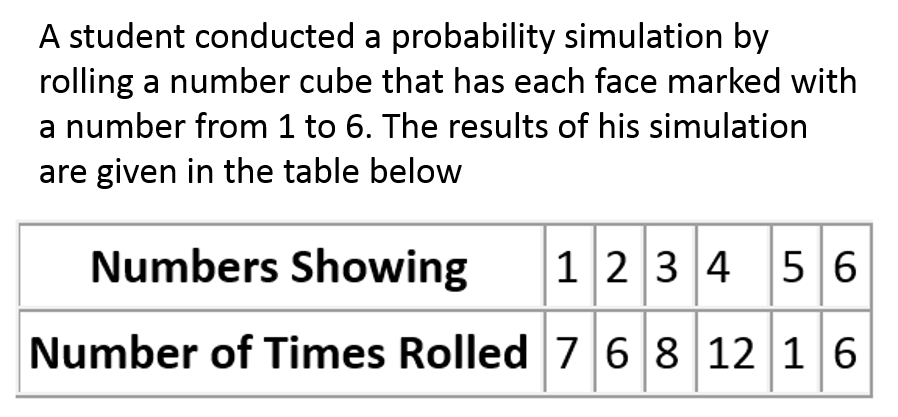 A student conducted a probability simulation by
rolling a number cube that has each face marked with
a number from 1 to 6. The results of his simulation
are given in the table below
Numbers Showing 1 2 3 4 5 6
Number of Times Rolled 7 6 8 12 1 6